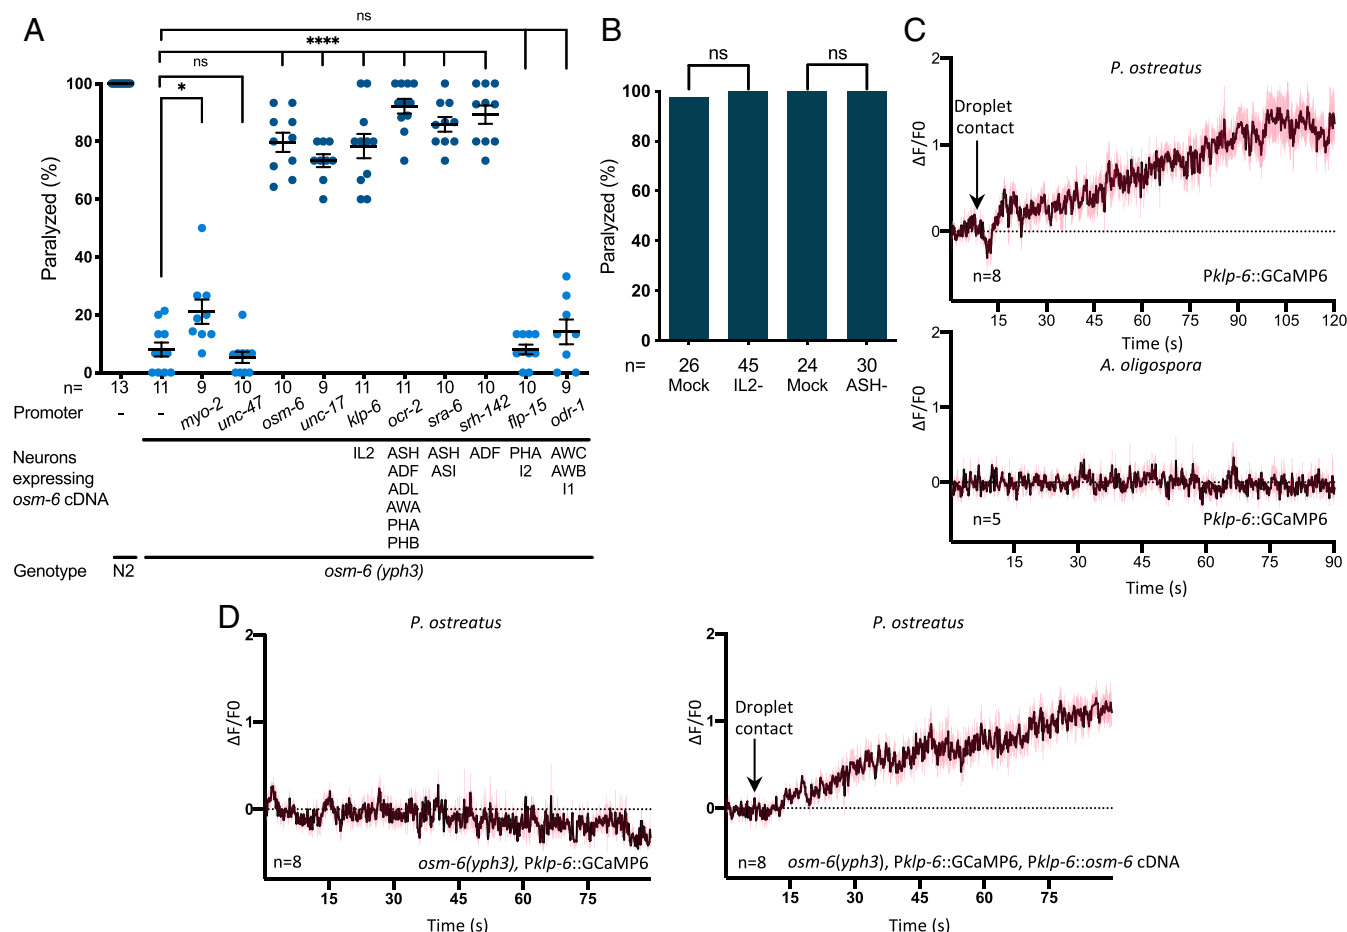 A
ns
****
ns
*
Paralyzed (%)
100
80
60
40
20
0
n= 13 11 9 10 10 9 11 11 10 10 10 9
Promoter - - myo-2 unc-47 osm-6 unc-17 klp-6 ocr-2 sra-6 srh-142 flp-15 odr-1
Neurons expressing osm-6 cDNA
IL2 ASH ASH ADF PHA AWC
ADF ASI I2 AWB
ADL I1
AWA
PHA
PHB
Genotype N2 osm-6 (yph3)
B
ns ns
Paralyzed (%)
100
80
60
40
20
0
n= 26 45 24 30
Mock IL2- Mock ASH-
C
P. ostreatus
Droplet
contact
ΔF/F0
2
1
0
n=8 Pklp-6::GCaMP6
15 30 45 60 75 90 105 120
Time (s)
A. oligospora
ΔF/F0
2
1
0
n=5 Pklp-6::GCaMP6
15 30 45 60 75 90
Time (s)
D
P. ostreatus
ΔF/F0
2
1
0
n=8 osm-6(yph3), Pklp-6::GCaMP6
15 30 45 60 75
Time (s)
P. ostreatus
Droplet
contact
ΔF/F0
2
1
0
n=8 osm-6(yph3), Pklp-6::GCaMP6, Pklp-6::osm-6 cDNA
15 30 45 60 75
Time (s)